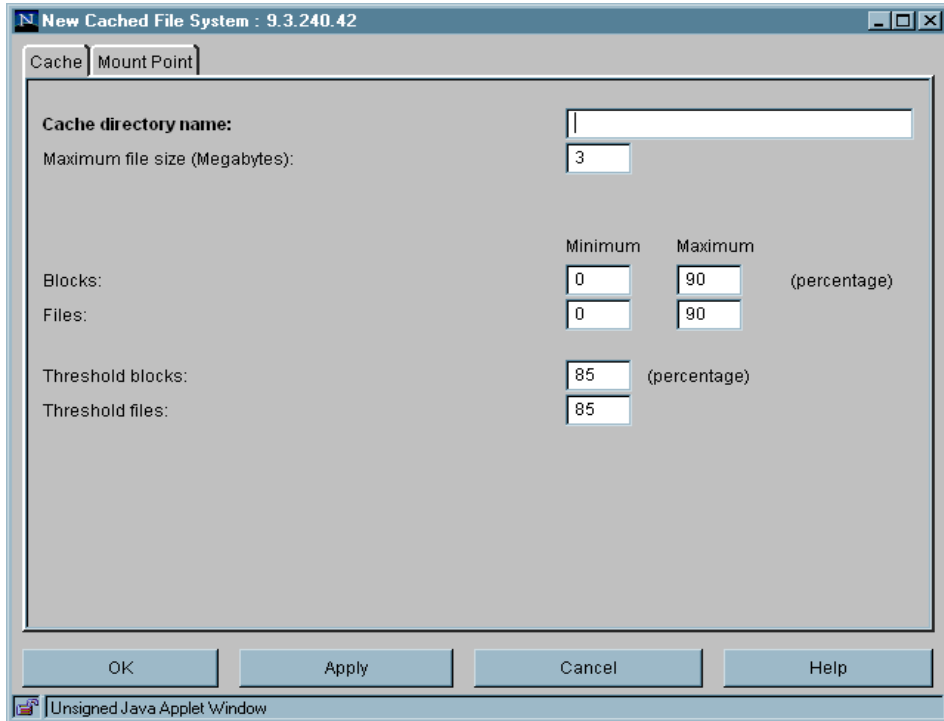 New Cached File System : 9.3.240.42
Cache Mount Point
Cache directory name:
Maximum file size (Megabytes): 3
Minimum Maximum
Blocks: 0 90 (percentage)
Files: 0 90
Threshold blocks: 85 (percentage)
Threshold files: 85
OK Apply Cancel Help
Unsigned Java Applet Window